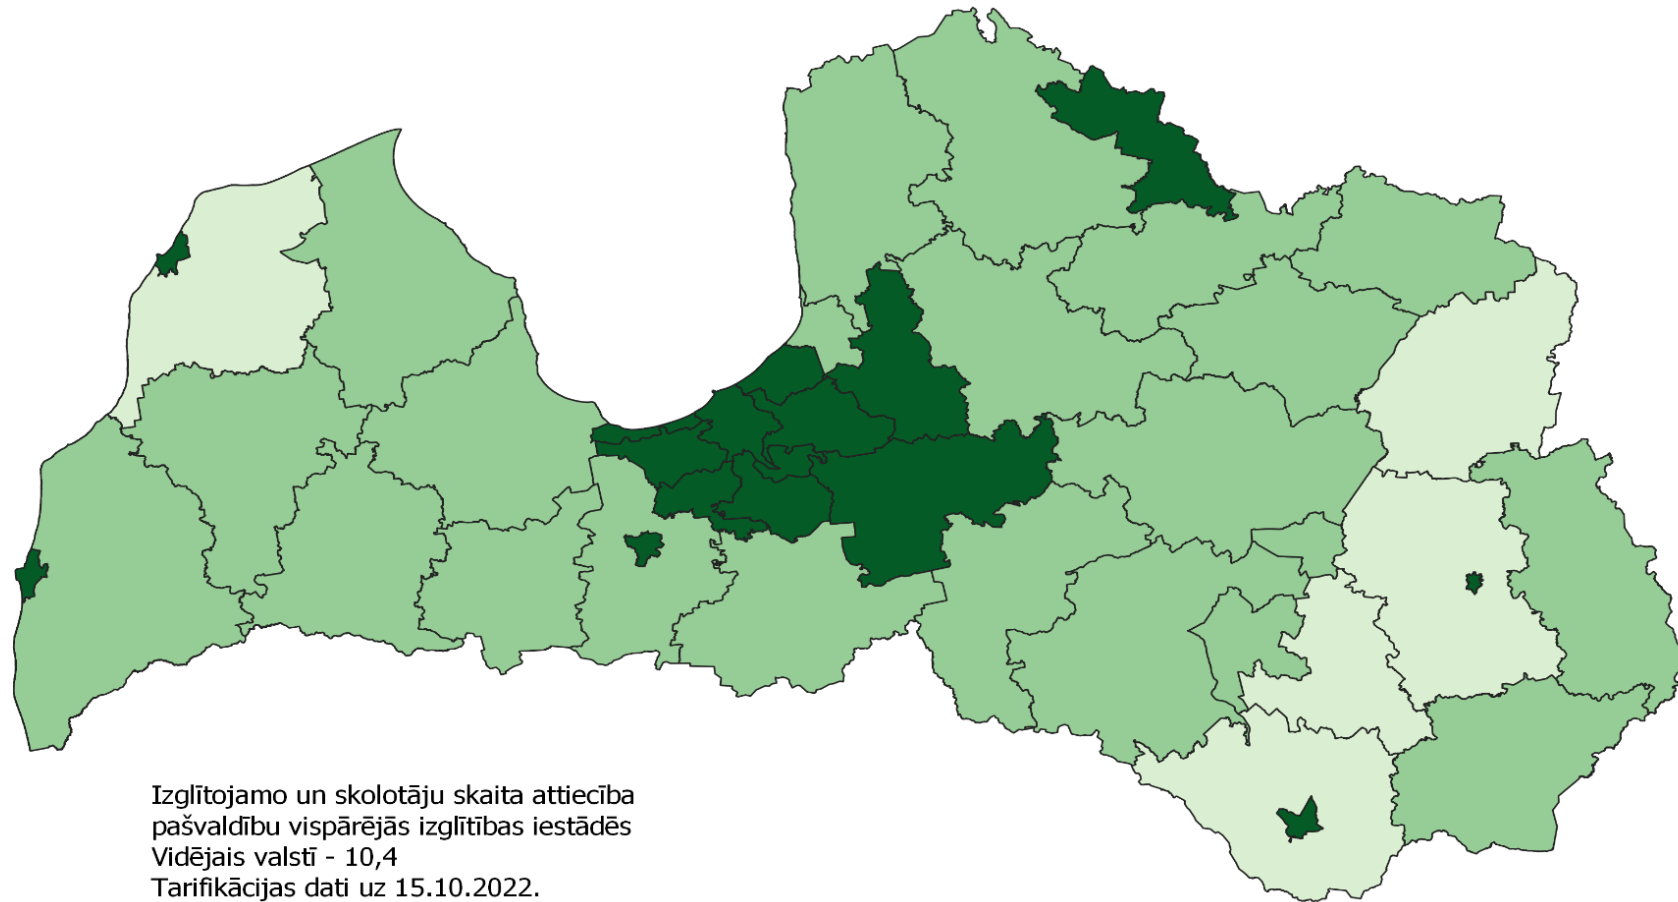 Izglītojamo un skolotāju skaita attiecība
pašvaldību vispārējās izglītības iestādēs
Vidējais valstī - 10,4
Tarifikācijas dati uz 15.10.2022.